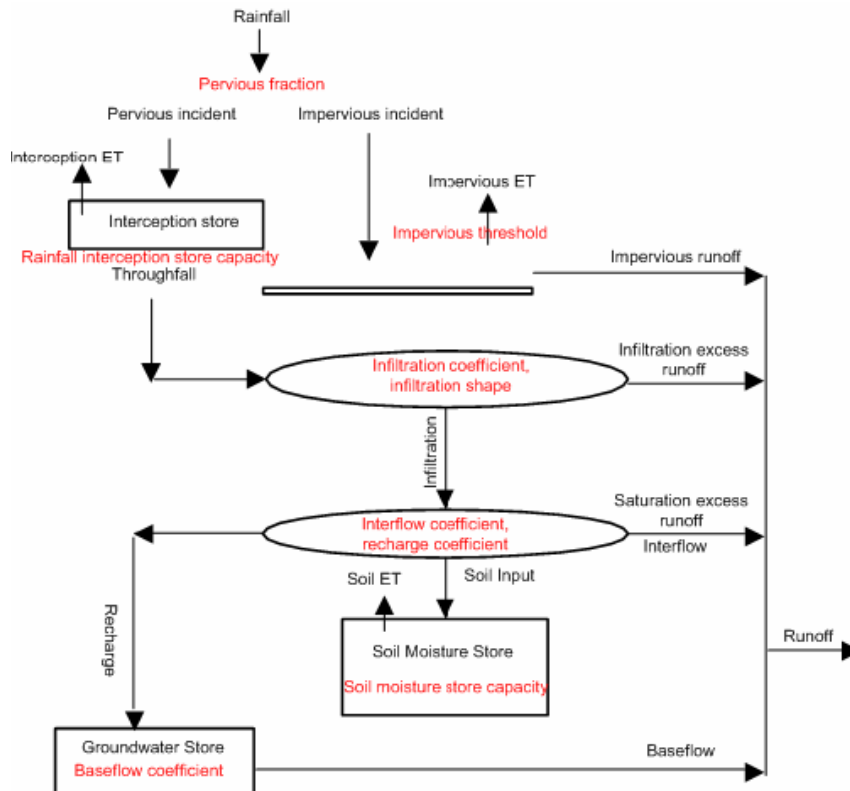 Rainfall
Pervious fraction
Pervious incident
Impervious incident
Interception ET
Impervious ET
Interception store
Impervious threshold
Rainfall interception store capacity
Throughfall
Impervious runoff
Infiltration coefficient,
infiltration shape
Infiltration excess
runoff
Infiltration
Interflow coefficient,
recharge coefficient
Saturation excess
runoff
Interflow
Soil ET
Soil Input
Recharge
Soil Moisture Store
Soil moisture store capacity
Runoff
Groundwater Store
Baseflow coefficient
Baseflow